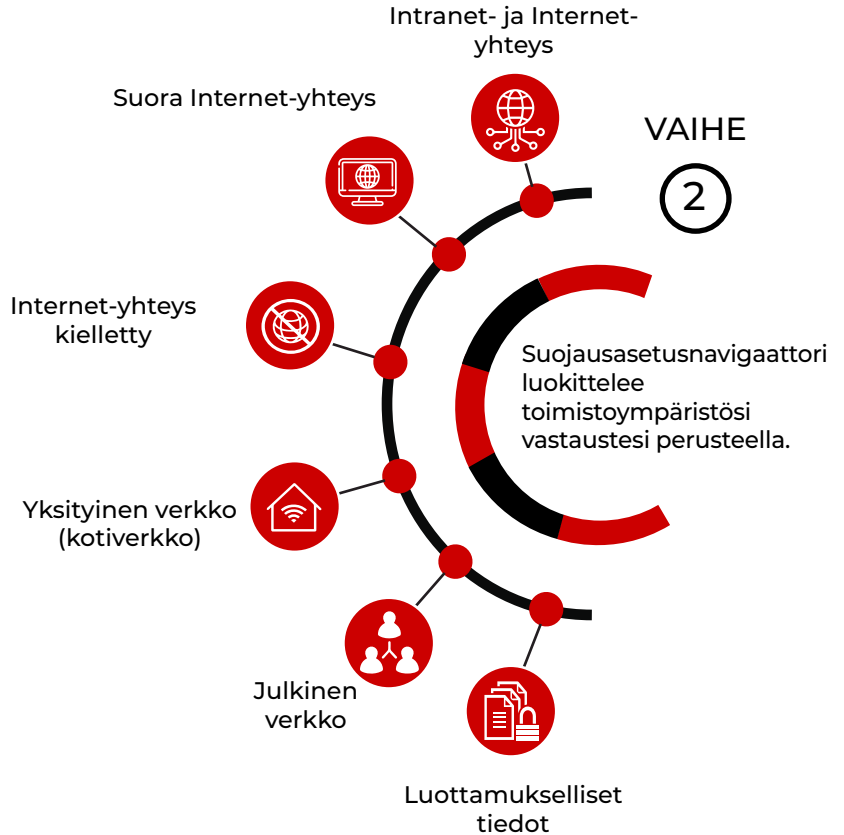 Intranet- ja Internet-
yhteys
Suora Internet-yhteys
VAIHE
2
Internet-yhteys
kielletty
Suojausasetusnavigaattori
luokittelee
toimistoympäristösi
vastaustesi perusteella.
Yksityinen verkko
(kotiverkko)
Julkinen
verkko
Luottamukselliset
tiedot